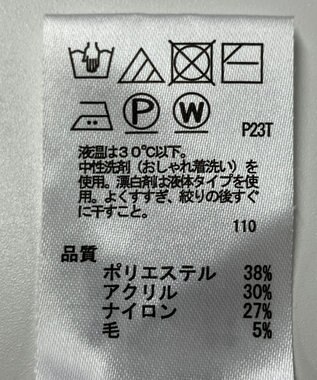 P W
P23T
液温は30℃以下。
中性洗剤（おしゃれ着洗い）を
使用。漂白剤は液体タイプを使
用。よくすすぎ、絞りの後すぐ
に干すこと。
110
品質
ポリエステル 38%
アクリル 30%
ナイロン 27%
毛 5%